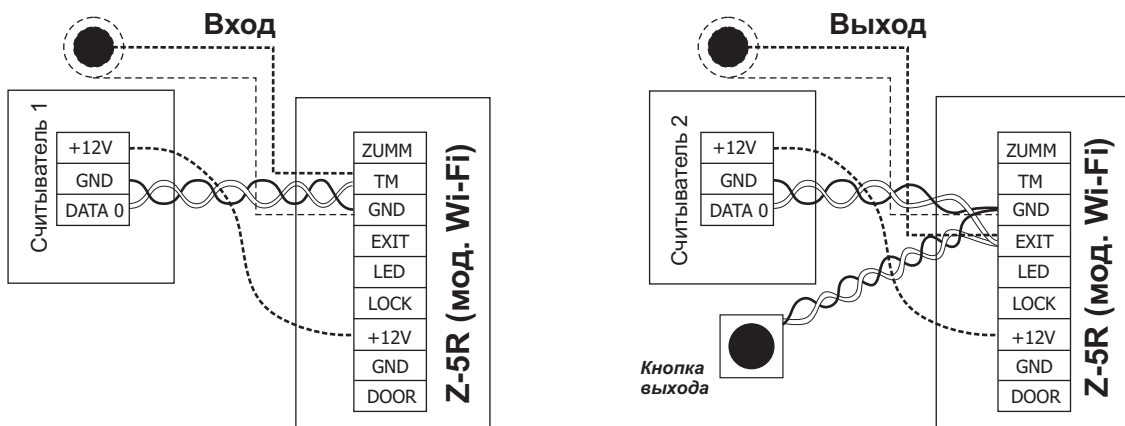 Вход
Считыватель 1
+12V
GND
DATA 0
ZUMM
TM
GND
EXIT
LED
LOCK
+12V
GND
DOOR
Z-5R (мод. Wi-Fi)
Выход
Считыватель 2
+12V
GND
DATA 0
Кнопка
выхода
ZUMM
TM
GND
EXIT
LED
LOCK
+12V
GND
DOOR
Z-5R (мод. Wi-Fi)